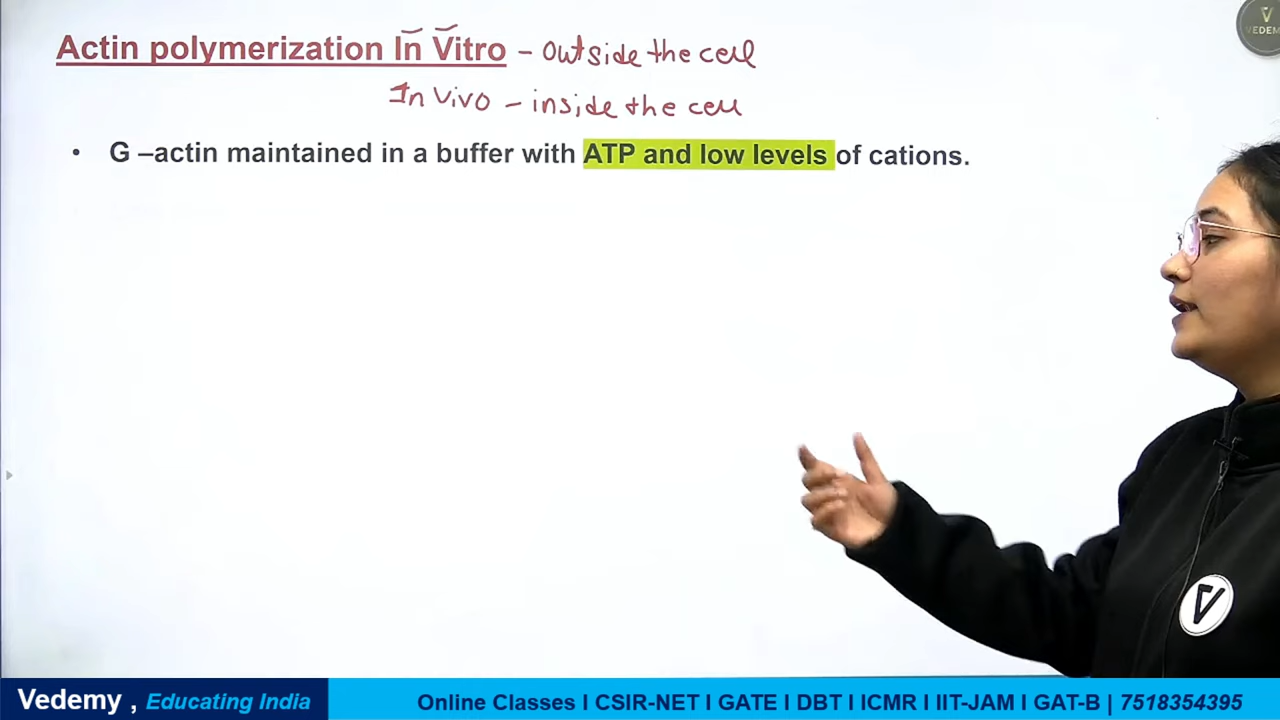 Actin polymerization In Vitro - outside the cell
In Vivo - inside the cell
• G –actin maintained in a buffer with ATP and low levels of cations.
V
VEDEM
V
Vedemy , Educating India
Online Classes I CSIR-NET I GATE I DBT I ICMR I IIT-JAM I GAT-B | 7518354395